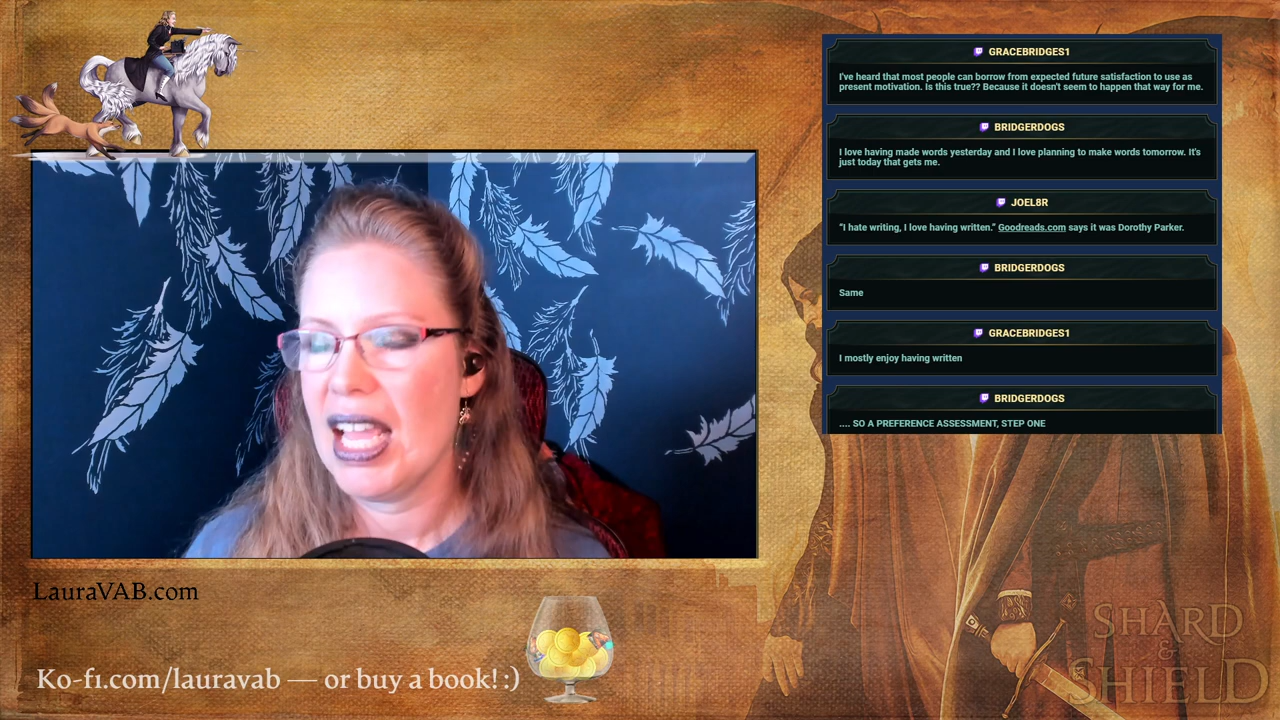 GRACEBRIDGES1
I've heard that most people can borrow from expected future satisfaction to use as
present motivation. Is this true?? Because it doesn't seem to happen that way for me.
BRIDGERDOGS
I love having made words yesterday and I love planning to make words tomorrow. It's
just today that gets me.
JOEL8R
"I hate writing, I love having written." Goodreads.com says it was Dorothy Parker.
BRIDGERDOGS
Same
GRACEBRIDGES1
I mostly enjoy having written
BRIDGERDOGS
.... SO A PREFERENCE ASSESSMENT, STEP ONE
LauraVAB.com
Ko-fi.com/lauravab — or buy a book! :)
SHARD
&
SHIELD